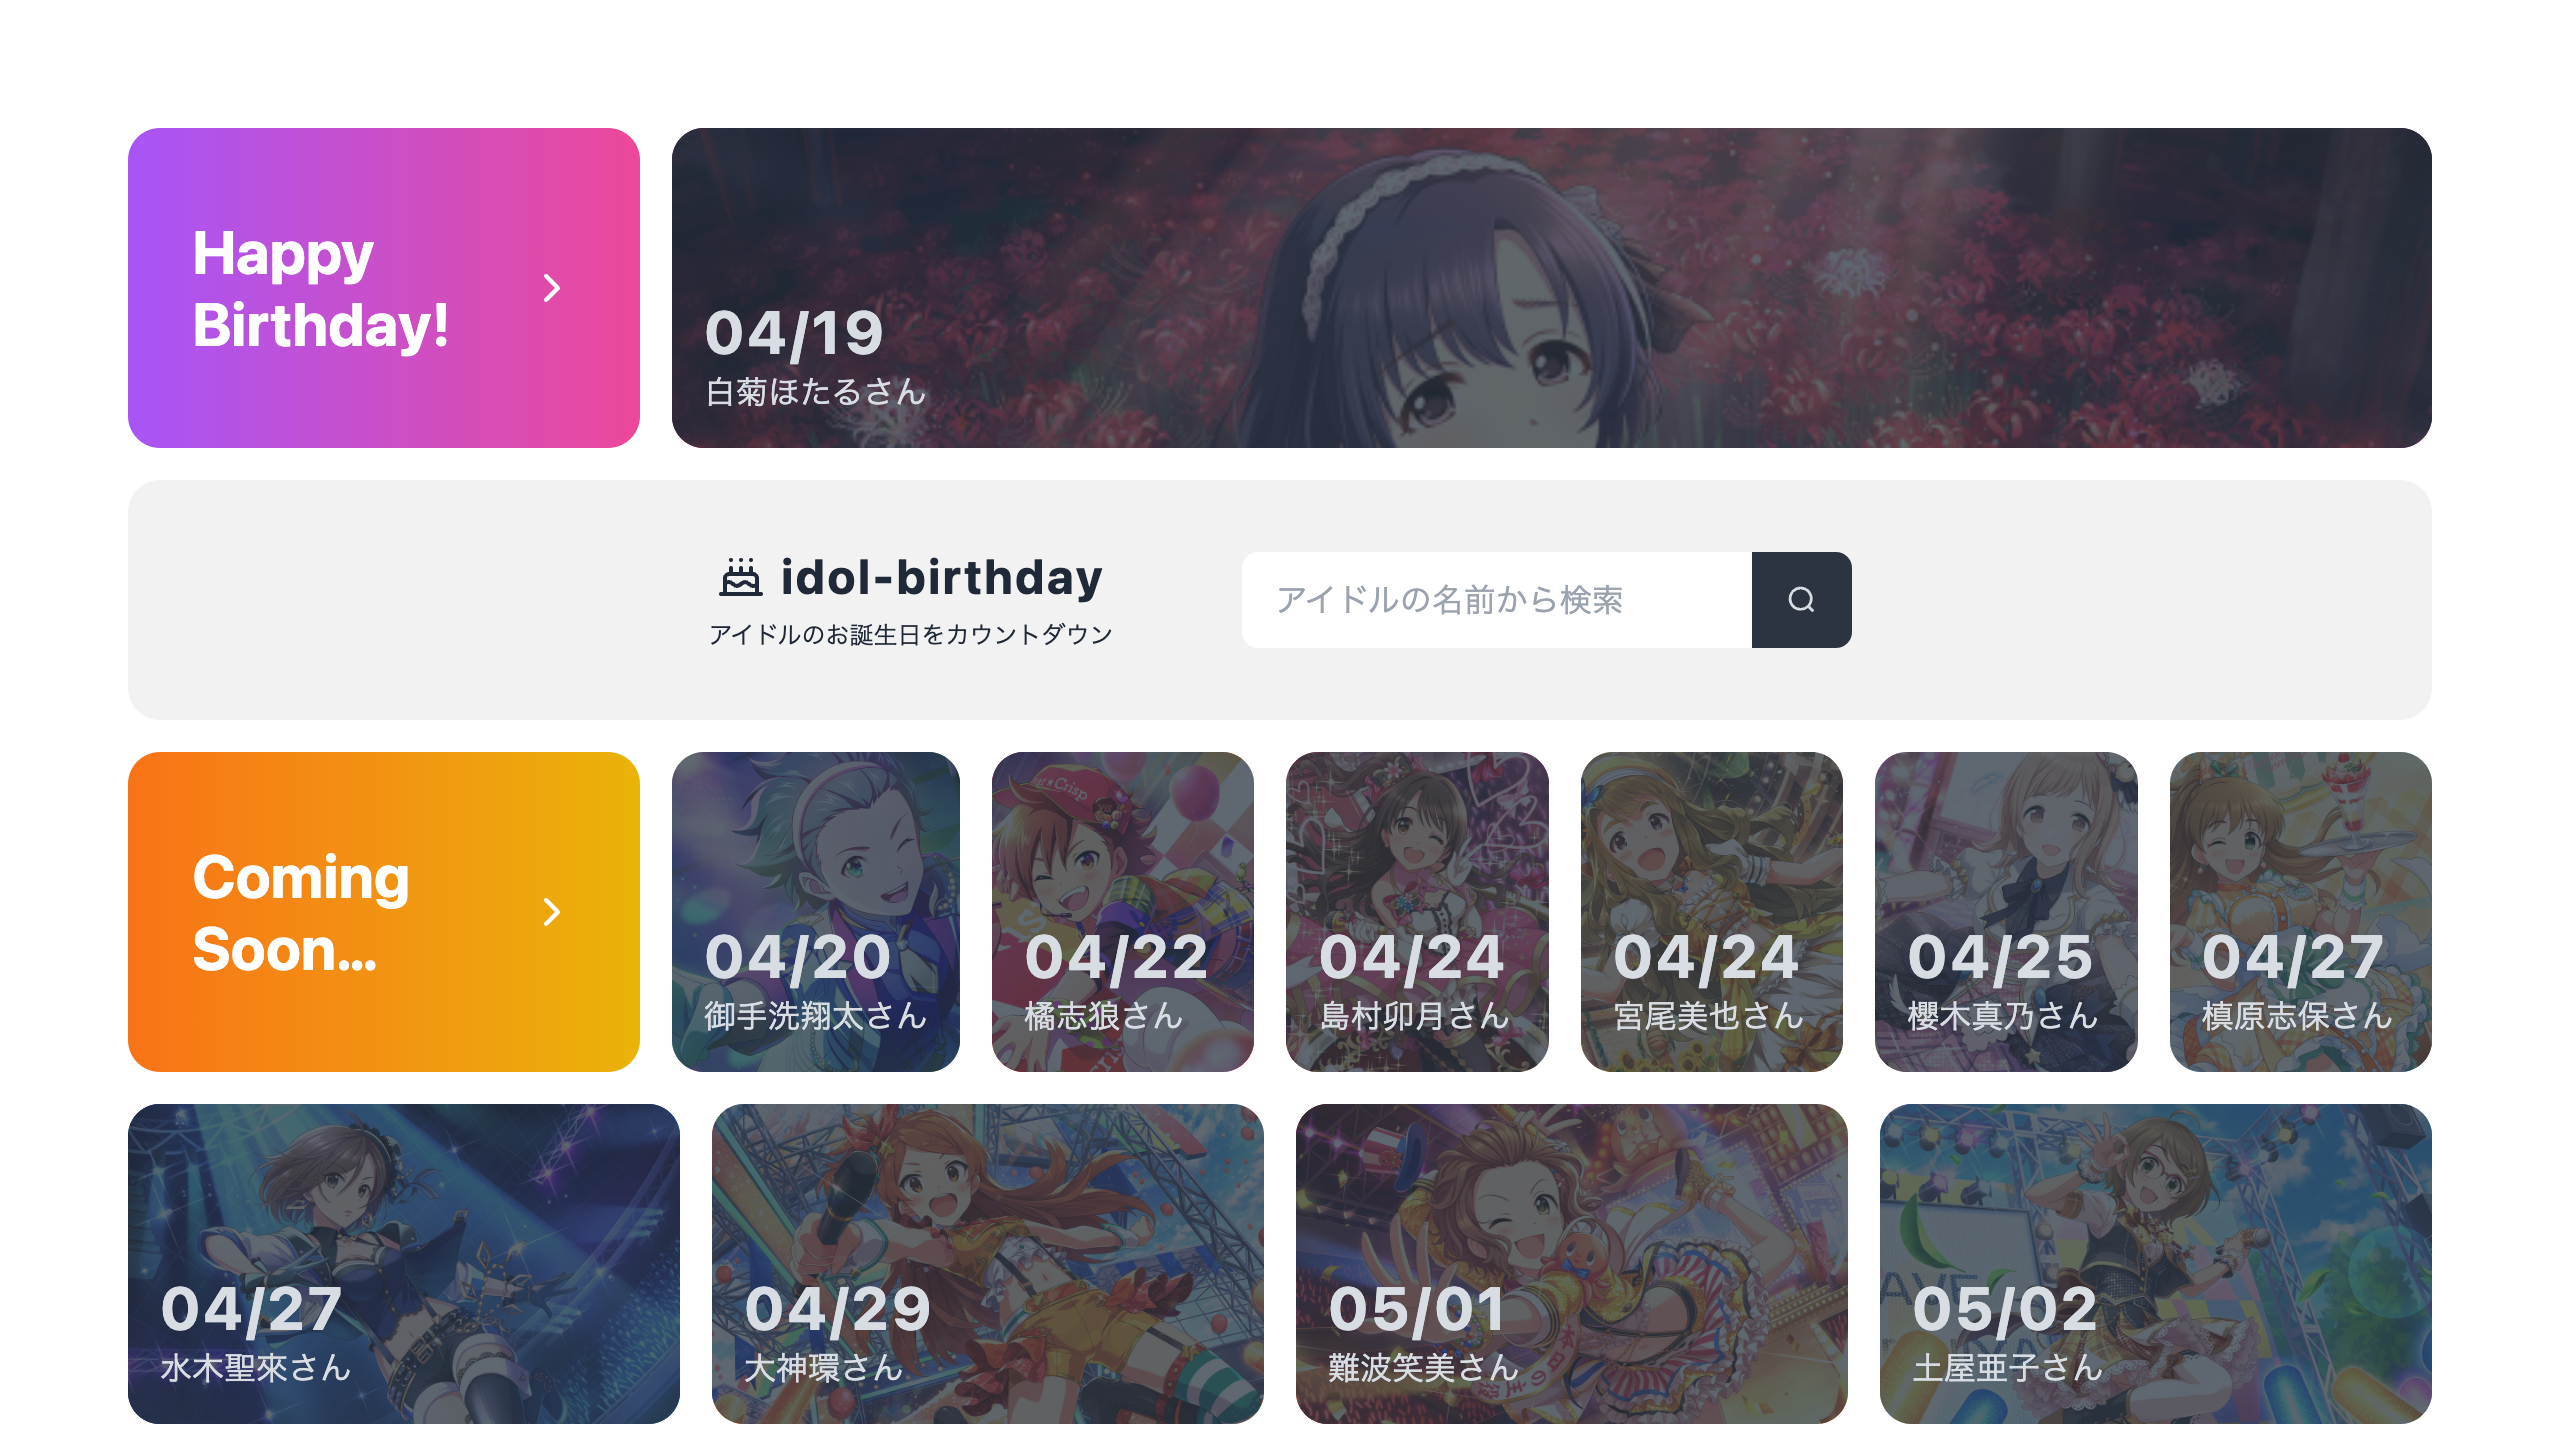 Happy
Birthday!
04/19
白菊ほたるさん
idol-birthday
アイドルのお誕生日をカウントダウン
アイドルの名前から検索
Coming
Soon...
04/20
御手洗翔太さん
04/22
橘志狼さん
04/24
島村卯月さん
04/24
宮尾美也さん
04/25
櫻木真乃さん
04/27
槙原志保さん
04/27
水木聖來さん
04/29
大神環さん
05/01
難波笑美さん
05/02
土屋亜子さん